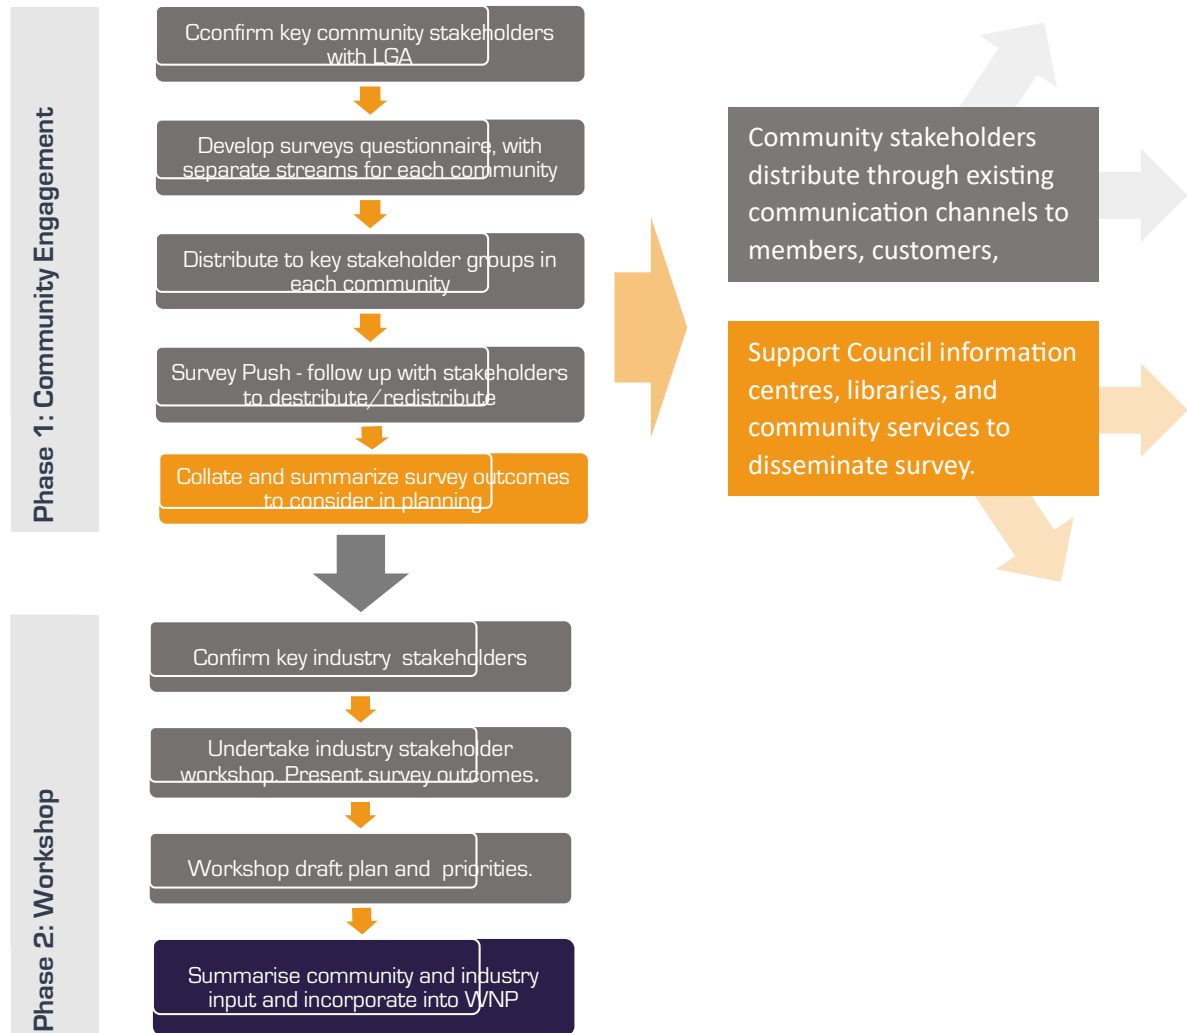 Phase 1: Community Engagement
Cconfirm key community stakeholders
with LGA
Develop surveys questionnaire, with
separate streams for each community
Distribute to key stakeholder groups in
each community
Survey Push - follow up with stakeholders
to destribute/redistribute
Collate and summarize survey outcomes
to consider in planning
Community stakeholders
distribute through existing
communication channels to
members, customers,
Support Council information
centres, libraries, and
community services to
disseminate survey.
Phase 2: Workshop
Confirm key industry stakeholders
Undertake industry stakeholder
workshop. Present survey outcomes.
Workshop draft plan and priorities.
Summarise community and industry
input and incorporate into WNP